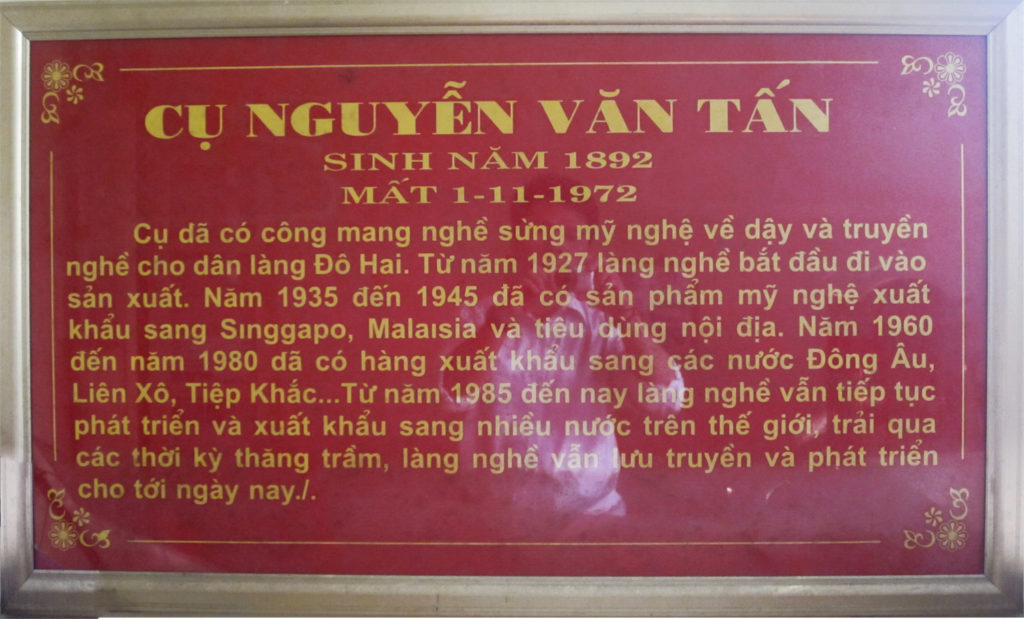 CỤ NGUYỄN VĂN TẤN
SINH NĂM 1892
MẤT 1-11-1972
Cụ dã có công mang nghề sừng mỹ nghệ về dậy và truyền
nghề cho dân làng Đô Hai. Từ năm 1927 làng nghề bắt đầu đi vào
sản xuất. Năm 1935 đến 1945 đã có sản phẩm mỹ nghệ xuất
khẩu sang Sınggapo, Malaısia và tiêu dùng nội địa. Năm 1960
đến năm 1980 dã có hàng xuất khẩu sang các nước Đông Âu,
Liên Xô, Tiệp Khắc...Từ năm 1985 đến nay làng nghề vẫn tiếp tục
phát triển và xuất khẩu sang nhiều nước trên thế giới, trải qua
các thời kỳ thăng trầm, làng nghề vẫn lưu truyền và phát triển
cho tới ngày nay./.